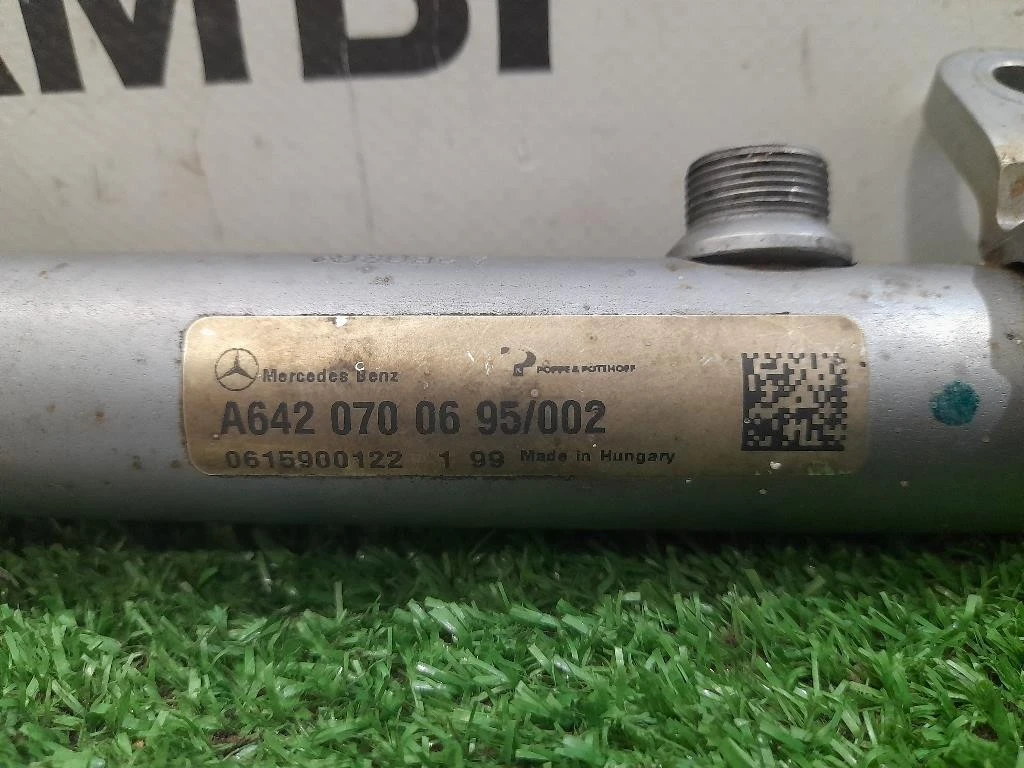 AMBI
Mercedes Benz
POPPE & POTTHOFF
A642 070 06 95/002
0615900122 1 99 Made in Hungary